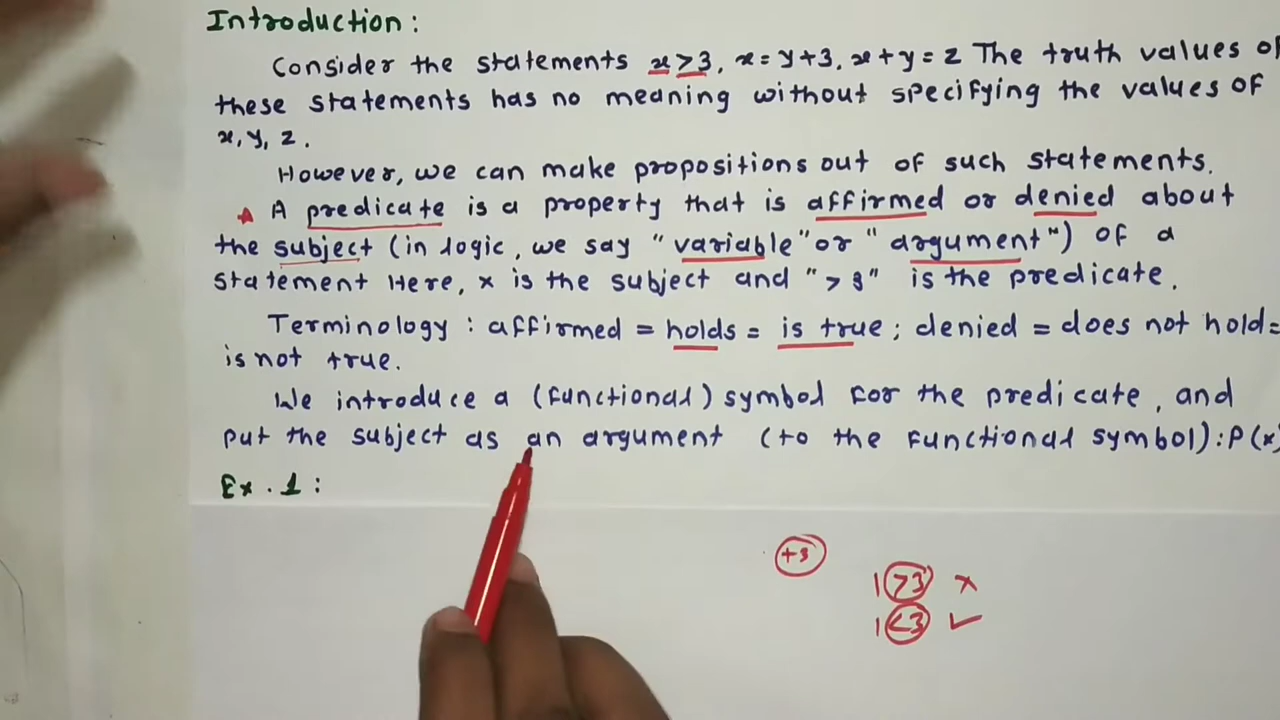 Introduction:
Consider the statements x > 3, x = y + 3, x + y = z The truth values of
these statements has no meaning without specifying the values of
x, y, z.
However, we can make propositions out of such statements.
A predicate is a property that is affirmed or denied about
the subject (in logic, we say "variable" or "argument") of a
statement Here, x is the subject and "> 3" is the predicate.
Terminology : affirmed = holds = is true ; denied = does not hold =
is not true.
We introduce a (functional) symbol for the predicate, and
put the subject as an argument (to the functional symbol) : P(x)
Ex. 1 :
+3
1 > 3 ×
1 < 3 ✓